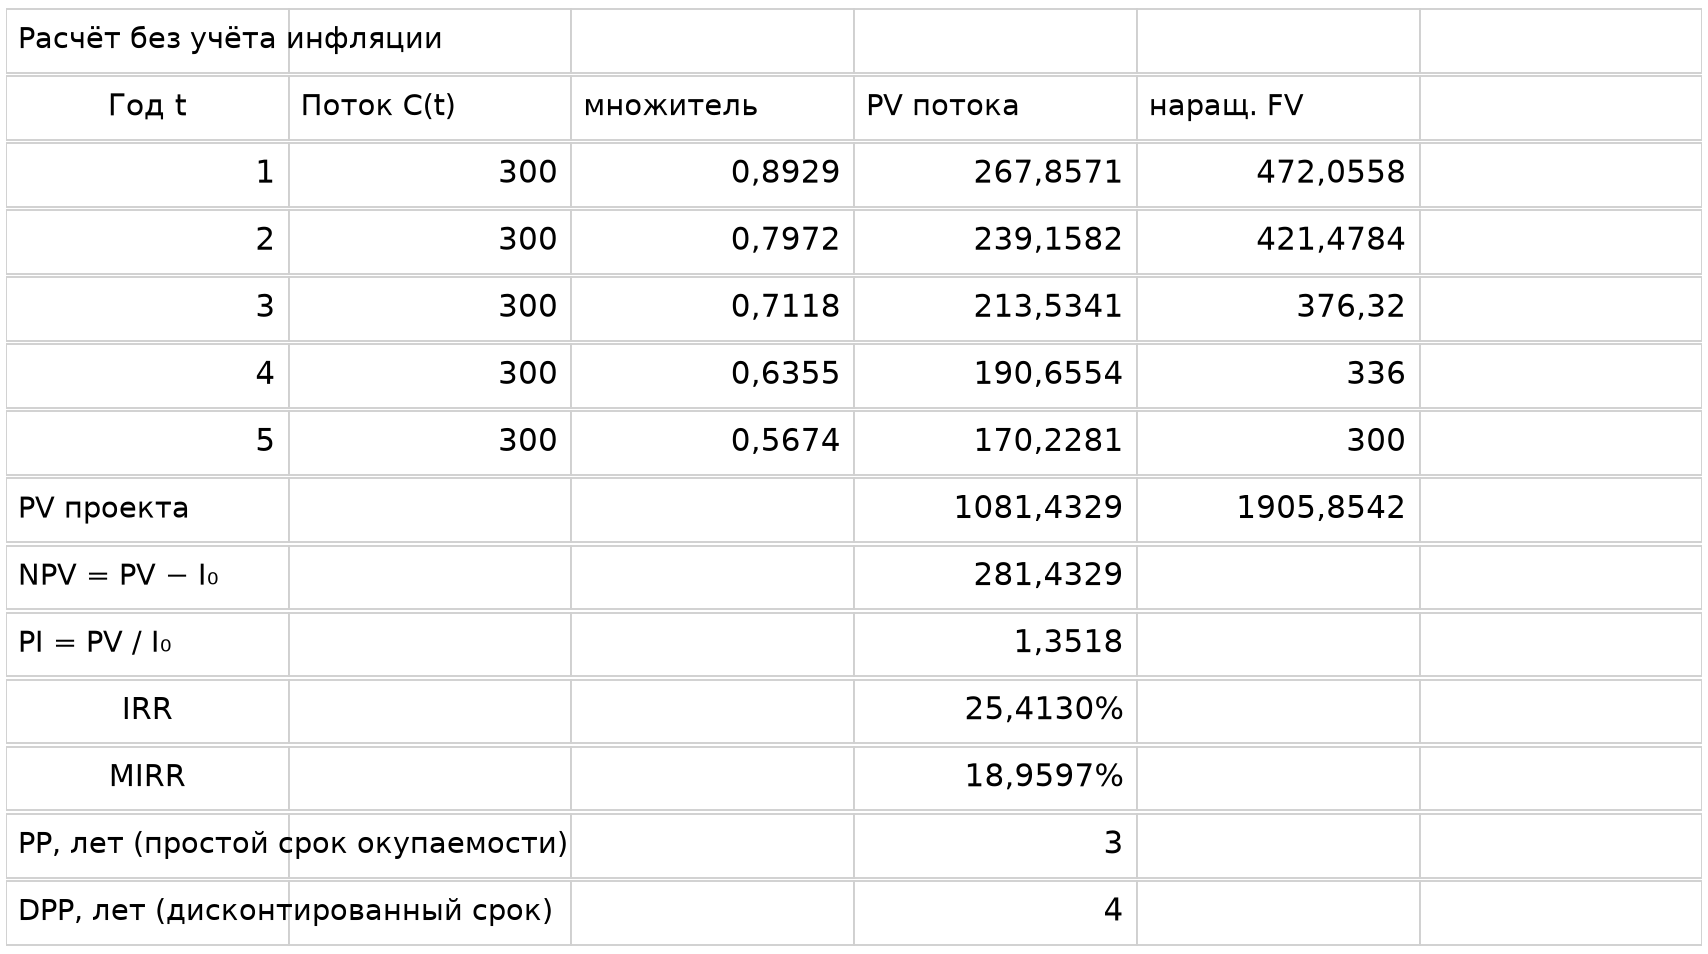 Расчёт без учёта инфляции
Год t Поток C(t) множитель PV потока наращ. FV
1 300 0,8929 267,8571 472,0558
2 300 0,7972 239,1582 421,4784
3 300 0,7118 213,5341 376,32
4 300 0,6355 190,6554 336
5 300 0,5674 170,2281 300
PV проекта 1081,4329 1905,8542
NPV = PV − I₀ 281,4329
PI = PV / I₀ 1,3518
IRR 25,4130%
MIRR 18,9597%
PP, лет (простой срок окупаемости) 3
DPP, лет (дисконтированный срок) 4